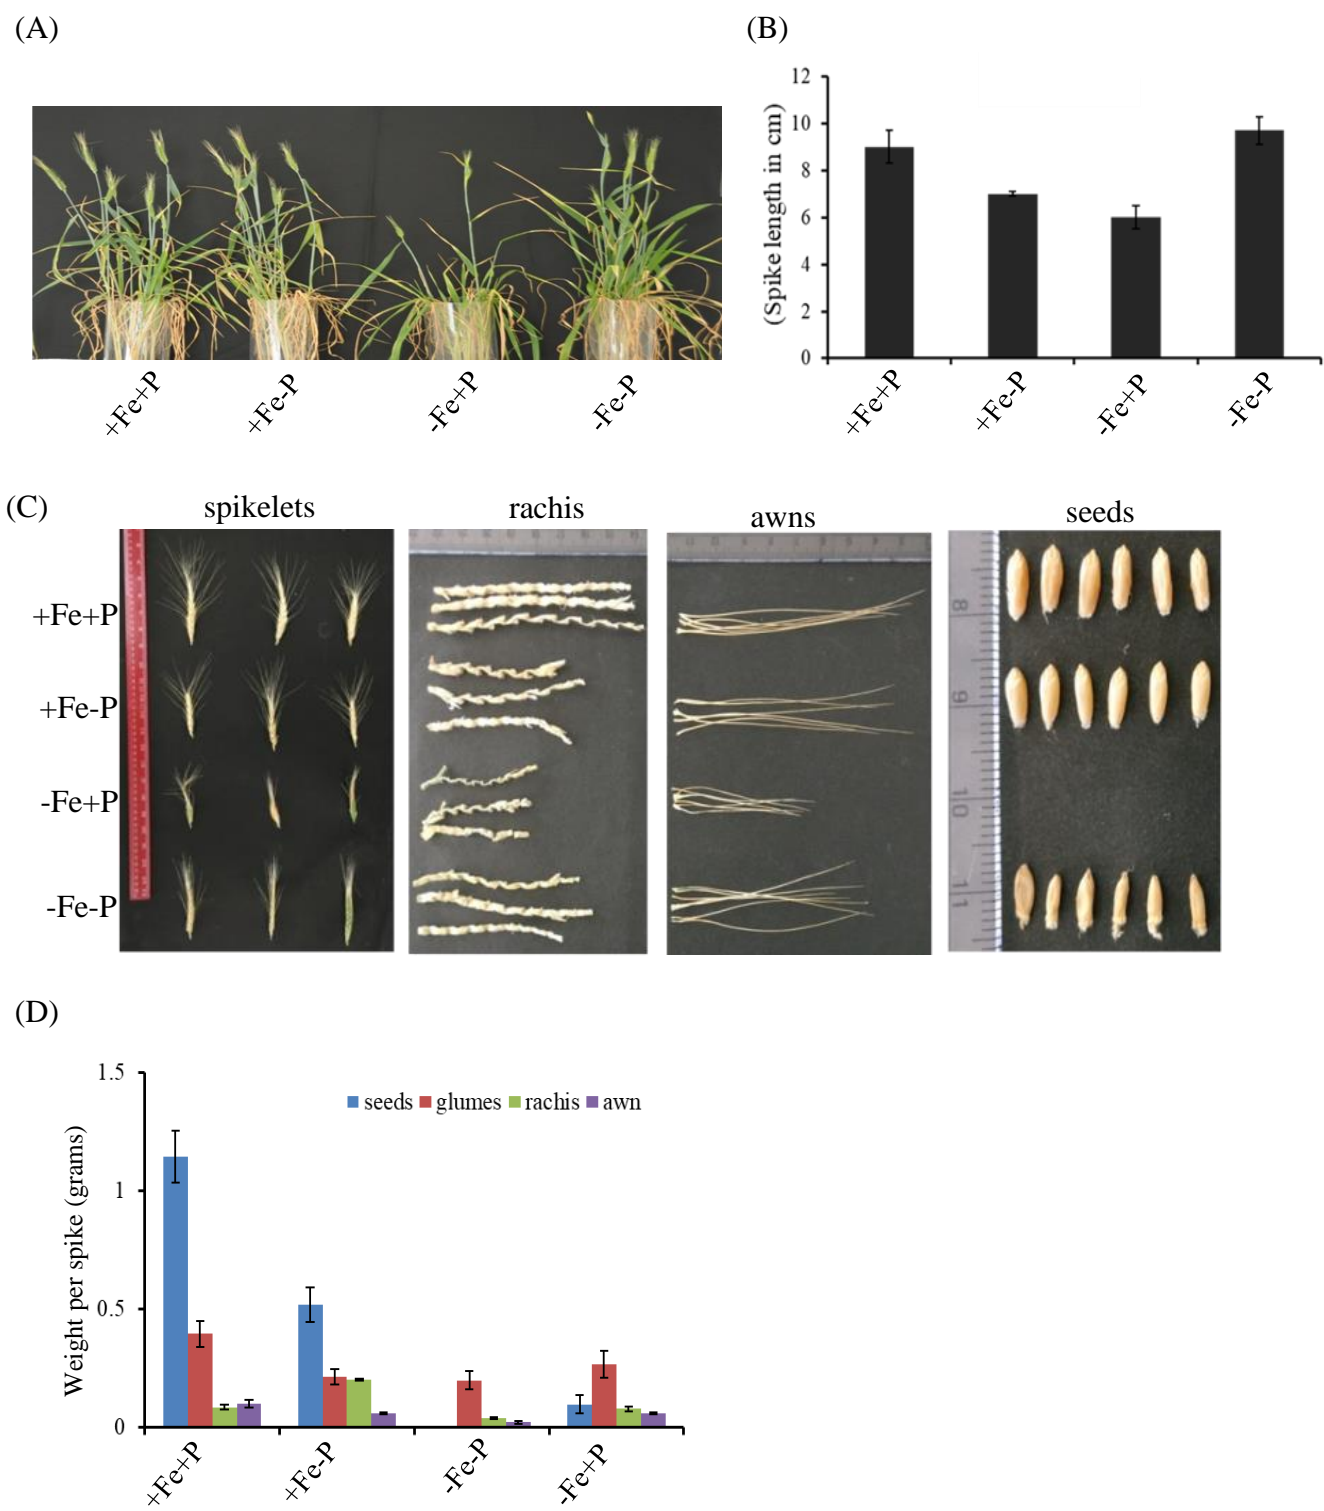 (A)
+Fe+P
+Fe-P
-Fe+P
-Fe-P
(B)
(Spike length in cm)
12
10
8
6
4
2
0
+Fe+P
+Fe-P
-Fe+P
-Fe-P
(C)
spikelets
rachis
awns
seeds
+Fe+P
+Fe-P
-Fe+P
-Fe-P
8
9
10
11
(D)
Weight per spike (grams)
1.5
1
0.5
0
seeds glumes rachis awn
+Fe+P
+Fe-P
-Fe-P
-Fe+P